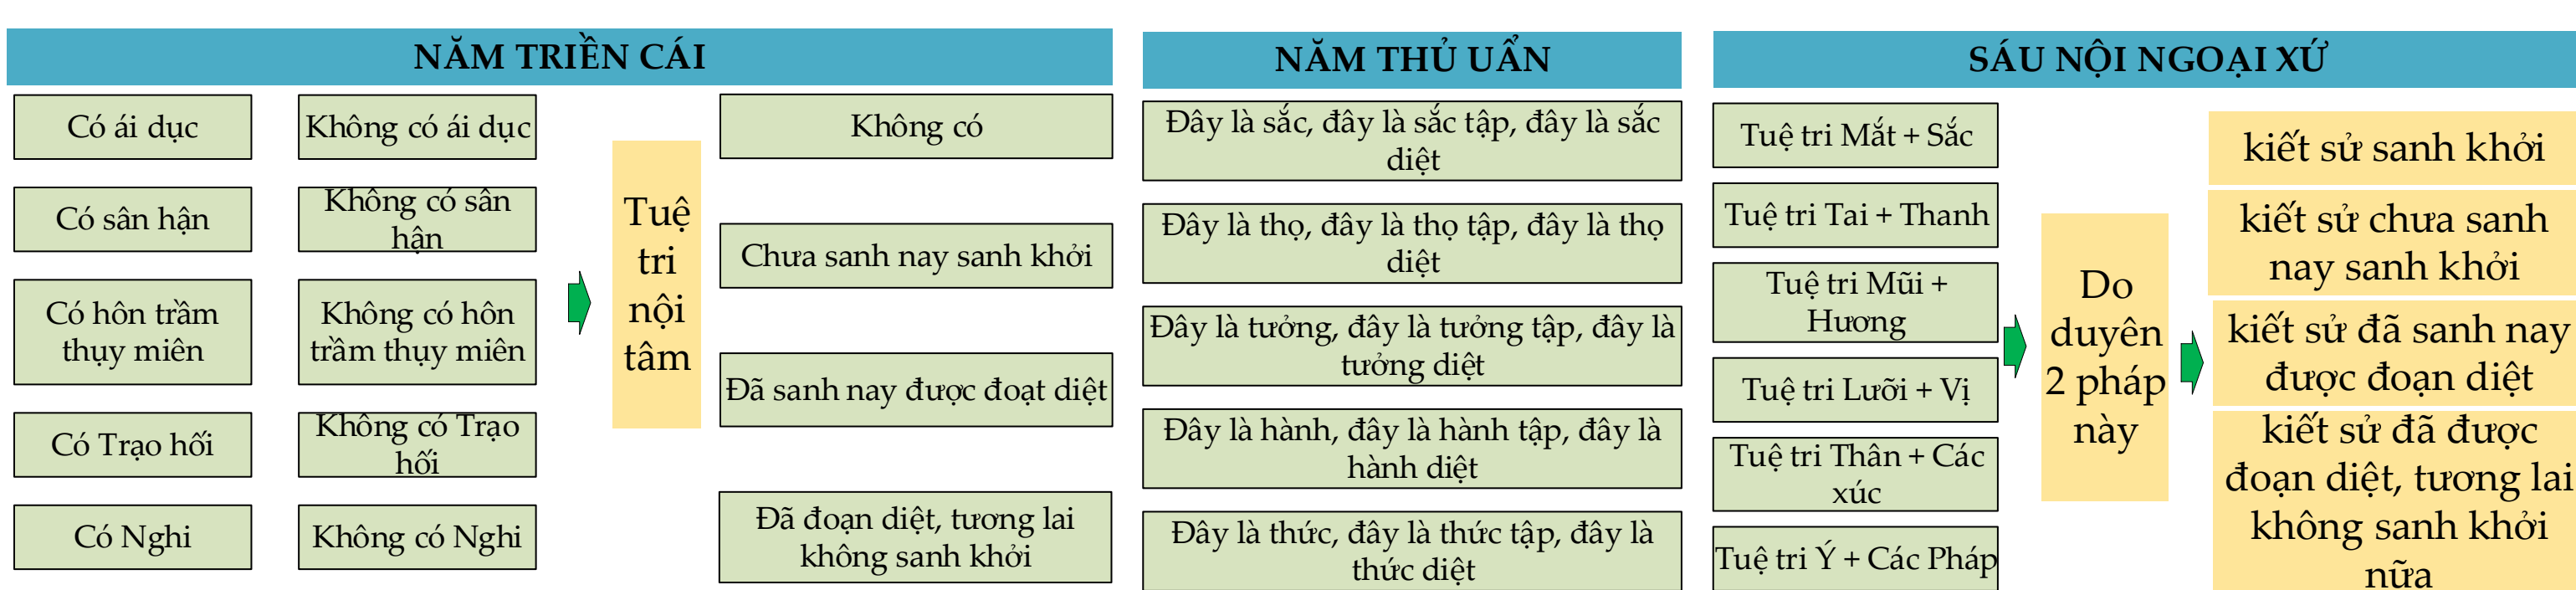 NĂM TRIỀN CÁI
Có ái dục
Không có ái dục
Có sân hận
Không có sân
hận
Có hôn trầm
thụy miên
Không có hôn
trầm thụy miên
Có Trạo hối
Không có Trạo
hối
Có Nghi
Không có Nghi
Tuệ
tri
nội
tâm
Không có
Chưa sanh nay sanh khởi
Đã sanh nay được đoạt diệt
Đã đoạn diệt, tương lai
không sanh khởi
NĂM THỦ UẨN
Đây là sắc, đây là sắc tập, đây là sắc
diệt
Đây là thọ, đây là thọ tập, đây là thọ
diệt
Đây là tưởng, đây là tưởng tập, đây là
tưởng diệt
Đây là hành, đây là hành tập, đây là
hành diệt
Đây là thức, đây là thức tập, đây là
thức diệt
SÁU NỘI NGOẠI XỨ
Tuệ tri Mắt + Sắc
Tuệ tri Tai + Thanh
Tuệ tri Mũi +
Hương
Tuệ tri Lưỡi + Vị
Tuệ tri Thân + Các
xúc
Tuệ tri Ý + Các Pháp
Do
duyên
2 pháp
này
kiết sử sanh khởi
kiết sử chưa sanh
nay sanh khởi
kiết sử đã sanh nay
được đoạn diệt
kiết sử đã được
đoạn diệt, tương lai
không sanh khởi
nữa